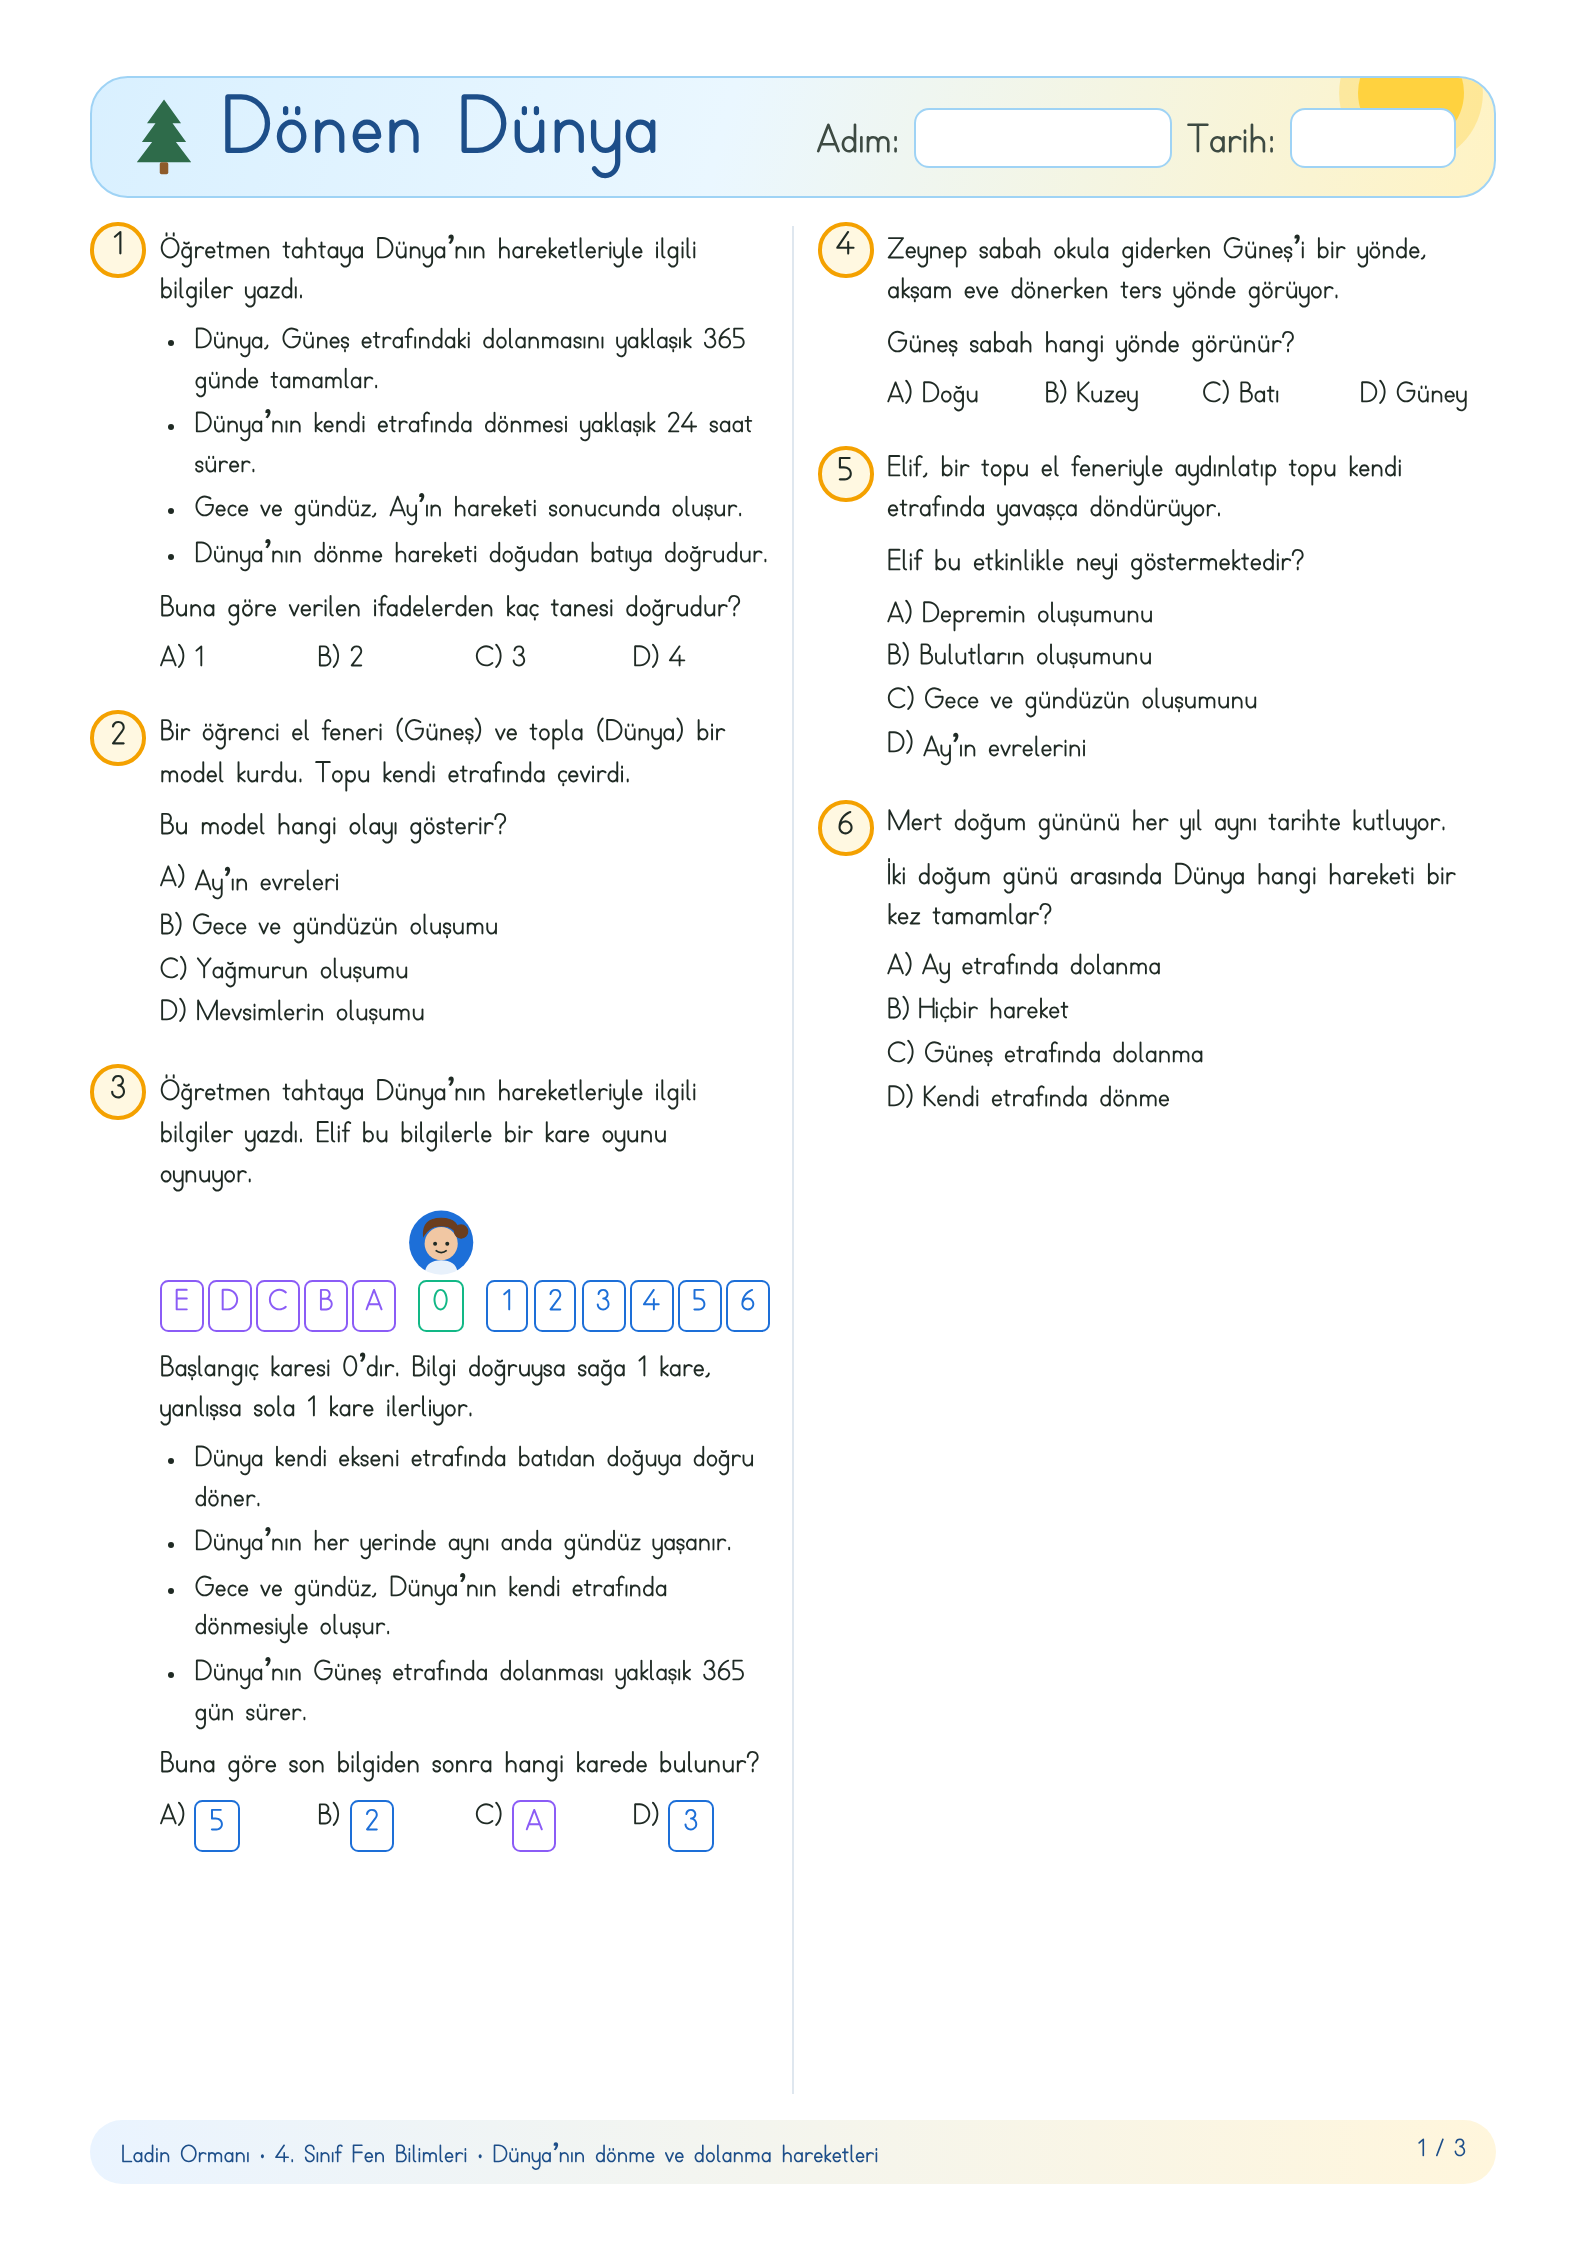 Dönen Dünya
Adım:
Tarih:
1
Öğretmen tahtaya Dünya'nın hareketleriyle ilgili
bilgiler yazdı.
• Dünya, Güneş etrafındaki dolanmasını yaklaşık 365
günde tamamlar.
• Dünya'nın kendi etrafında dönmesi yaklaşık 24 saat
sürer.
• Gece ve gündüz, Ay'ın hareketi sonucunda oluşur.
• Dünya'nın dönme hareketi doğudan batıya doğrudur.
Buna göre verilen ifadelerden kaç tanesi doğrudur?
A) 1 B) 2 C) 3 D) 4
2
Bir öğrenci el feneri (Güneş) ve topla (Dünya) bir
model kurdu. Topu kendi etrafında çevirdi.
Bu model hangi olayı gösterir?
A) Ay'ın evreleri
B) Gece ve gündüzün oluşumu
C) Yağmurun oluşumu
D) Mevsimlerin oluşumu
3
Öğretmen tahtaya Dünya'nın hareketleriyle ilgili
bilgiler yazdı. Elif bu bilgilerle bir kare oyunu
oynuyor.
E D C B A 0 1 2 3 4 5 6
Başlangıç karesi 0'dır. Bilgi doğruysa sağa 1 kare,
yanlışsa sola 1 kare ilerliyor.
• Dünya kendi ekseni etrafında batıdan doğuya doğru
döner.
• Dünya'nın her yerinde aynı anda gündüz yaşanır.
• Gece ve gündüz, Dünya'nın kendi etrafında
dönmesiyle oluşur.
• Dünya'nın Güneş etrafında dolanması yaklaşık 365
gün sürer.
Buna göre son bilgiden sonra hangi karede bulunur?
A) 5 B) 2 C) A D) 3
4
Zeynep sabah okula giderken Güneş'i bir yönde,
akşam eve dönerken ters yönde görüyor.
Güneş sabah hangi yönde görünür?
A) Doğu B) Kuzey C) Batı D) Güney
5
Elif, bir topu el feneriyle aydınlatıp topu kendi
etrafında yavaşça döndürüyor.
Elif bu etkinlikle neyi göstermektedir?
A) Depremin oluşumunu
B) Bulutların oluşumunu
C) Gece ve gündüzün oluşumunu
D) Ay'ın evrelerini
6
Mert doğum gününü her yıl aynı tarihte kutluyor.
İki doğum günü arasında Dünya hangi hareketi bir
kez tamamlar?
A) Ay etrafında dolanma
B) Hiçbir hareket
C) Güneş etrafında dolanma
D) Kendi etrafında dönme
Ladin Ormanı • 4. Sınıf Fen Bilimleri • Dünya'nın dönme ve dolanma hareketleri
1 / 3